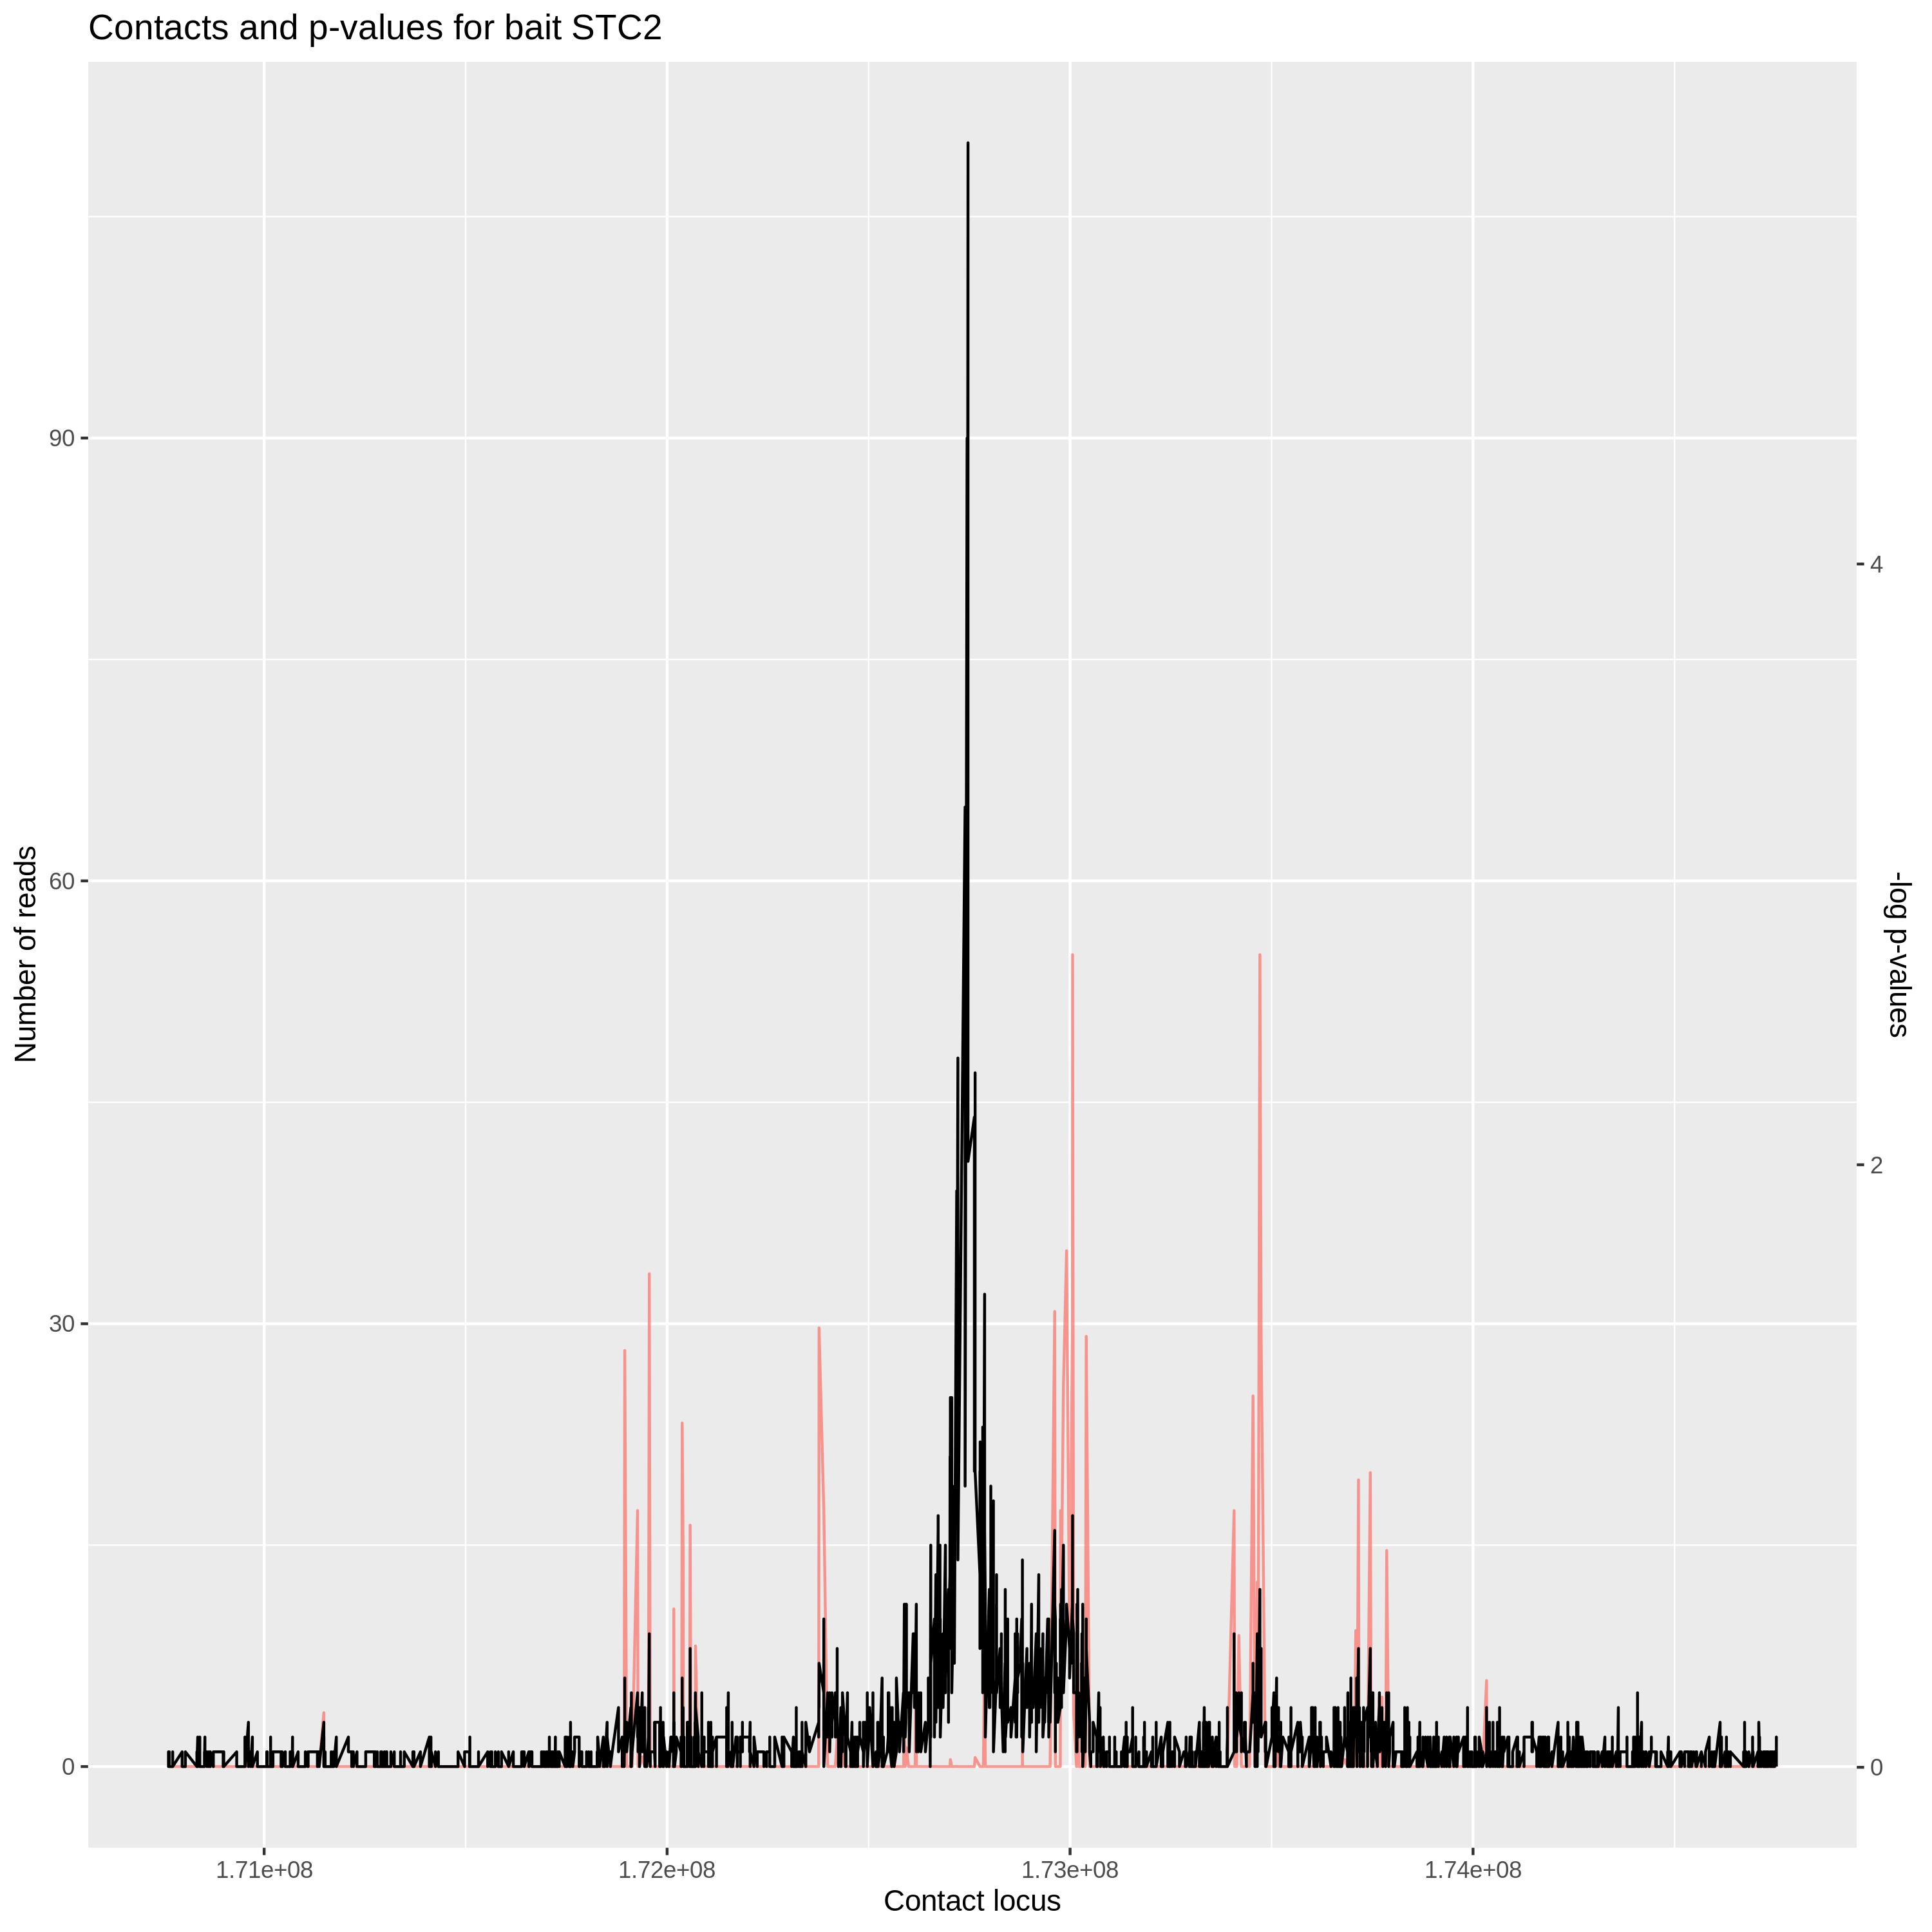 Contacts and p-values for bait STC2
Number of reads
90
60
30
0
4
2
0
-log p-values
1.71e+08
1.72e+08
1.73e+08
1.74e+08
Contact locus